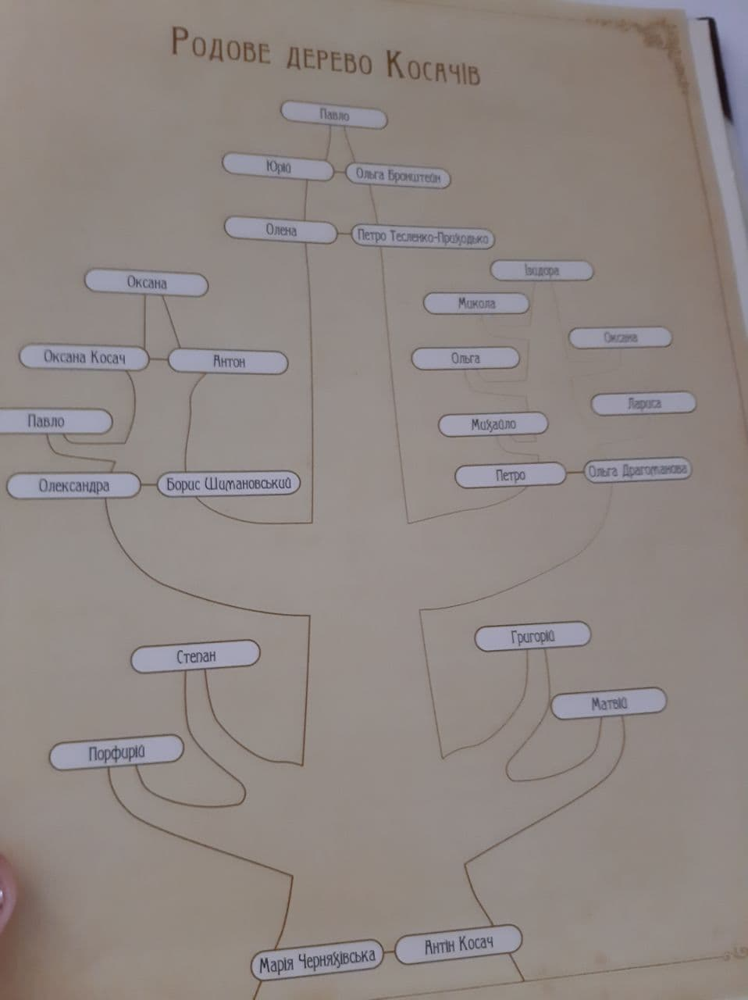 Родове дерево Косачів
Павло
Юрій
Ольга Бронштейн
Олена
Петро Тесленко-Приходько
Ізидора
Оксана
Микола
Оксана
Оксана Косач
Антон
Ольга
Павло
Михайло
Лариса
Олександра
Борис Шимановський
Петро
Ольга Драгоманова
Степан
Григорій
Порфирій
Матвій
Марія Черняхівська
Антін Косач